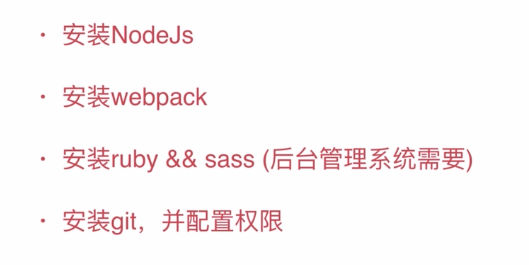 · 安装NodeJs
· 安装webpack
· 安装ruby && sass (后台管理系统需要)
· 安装git，并配置权限